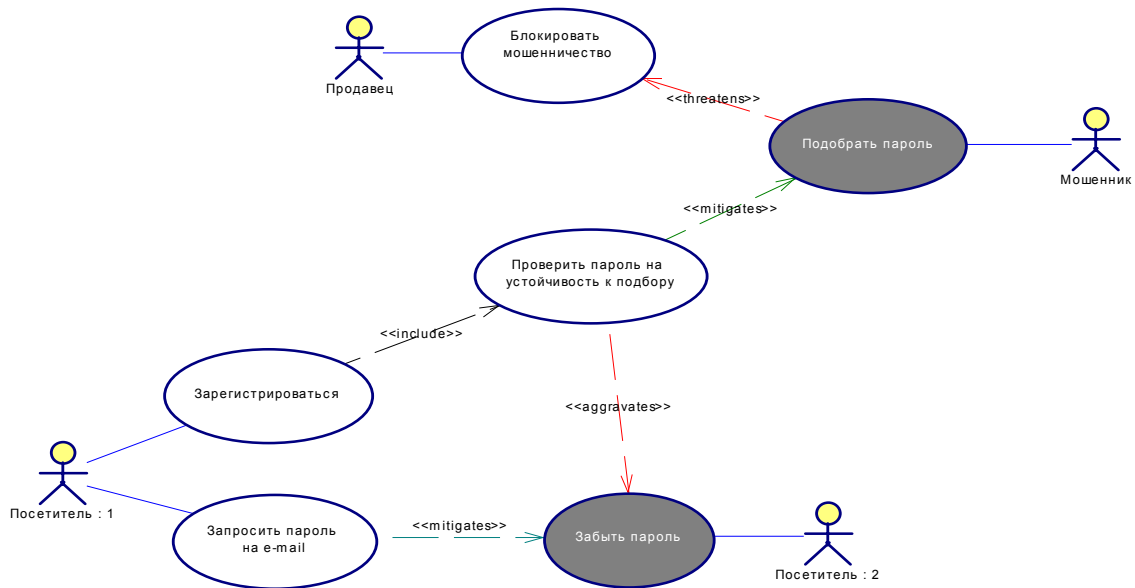 Блокировать
мошенничество
Продавец
<<threatens>>
Подобрать пароль
Мошенник
<<mitigates>>
Проверить пароль на
устойчивость к подбору
<<include>>
Зарегистрироваться
<<aggravates>>
Посетитель : 1
Запросить пароль
на e-mail
<<mitigates>>
Забыть пароль
Посетитель : 2